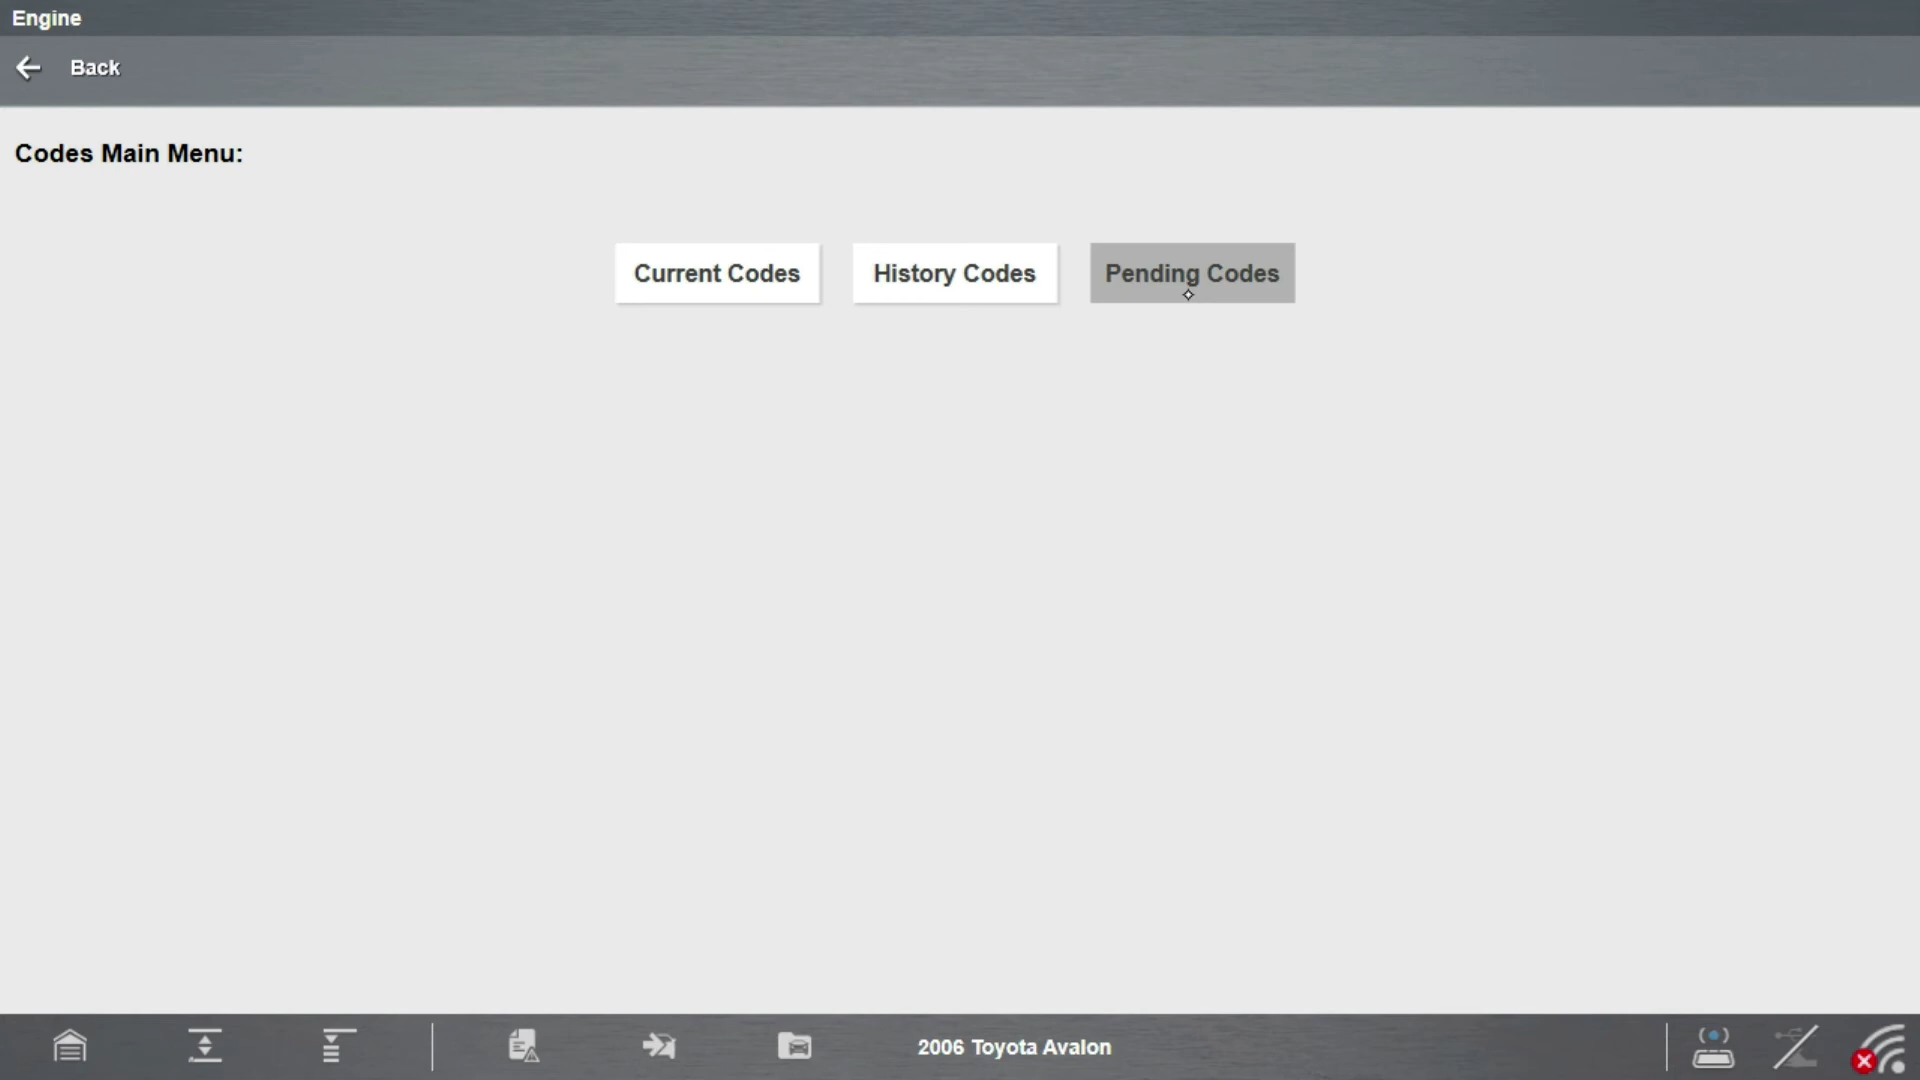 Engine
Back
Codes Main Menu:
Current Codes
History Codes
Pending Codes
2006 Toyota Avalon